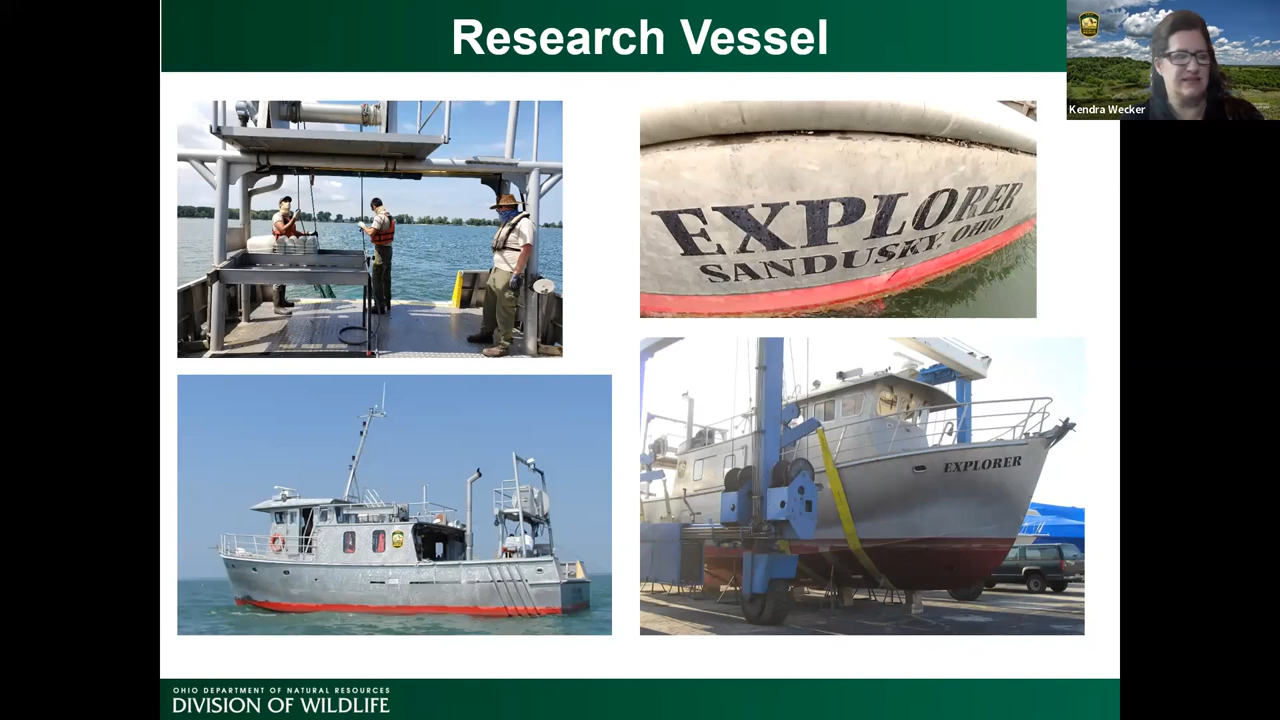 Research Vessel
Kendra Wecker
EXPLORER
SANDUSKY, OHIO
EXPLORER
OHIO DEPARTMENT OF NATURAL RESOURCES
DIVISION OF WILDLIFE